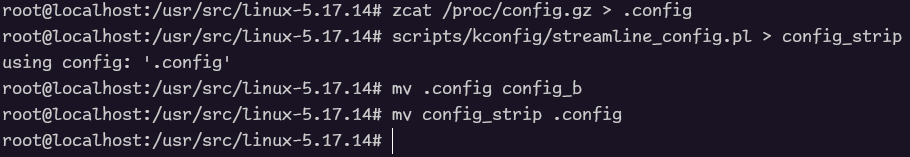 root@localhost:/usr/src/linux-5.17.14# zcat /proc/config.gz > .config
root@localhost:/usr/src/linux-5.17.14# scripts/kconfig/streamline_config.pl > config_strip
using config: '.config'
root@localhost:/usr/src/linux-5.17.14# mv .config config_b
root@localhost:/usr/src/linux-5.17.14# mv config_strip .config
root@localhost:/usr/src/linux-5.17.14#